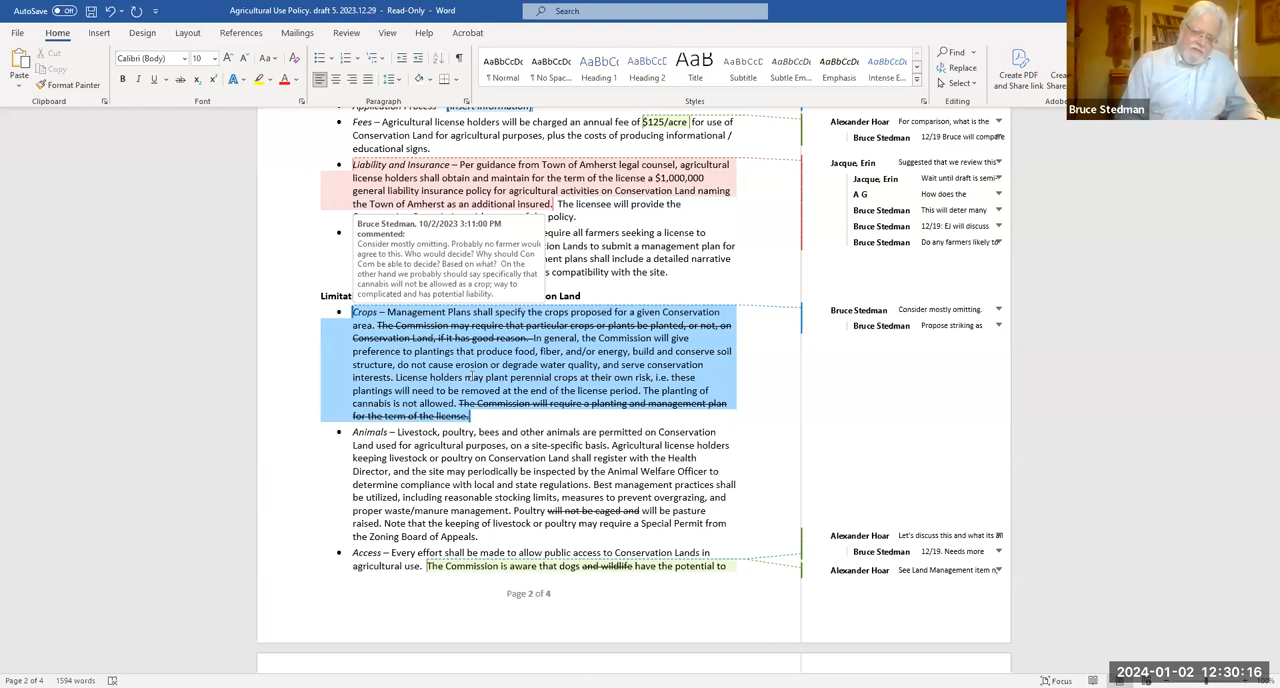 AutoSave Off Agricultural Use Policy. draft 5. 2023.12.29 - Read-Only - Word Search
File Home Insert Design Layout References Mailings Review View Help Acrobat
Paste Cut Copy Format Painter Clipboard
Calibri (Body) 10 Font Paragraph
AaBbCcDc AaBbCcDc AaBbC AaBbCcC AaB AaBbCcC AaBbCcDc AaBbCcDc AaBbCcDc
¶ Normal ¶ No Spac... Heading 1 Heading 2 Title Subtitle Subtle Em... Emphasis Intense E...
Styles
Find Replace Select Editing
Create PDF and Share link
Bruce Stedman
Application Process – [insert information]
Fees – Agricultural license holders will be charged an annual fee of $125/acre for use of
Conservation Land for agricultural purposes, plus the costs of producing informational /
educational signs.
Liability and Insurance – Per guidance from Town of Amherst legal counsel, agricultural
license holders shall obtain and maintain for the term of the license a $1,000,000
general liability insurance policy for agricultural activities on Conservation Land naming
the Town of Amherst as an additional insured. The licensee will provide the
of the policy.
require all farmers seeking a license to
Lands to submit a management plan for
plans shall include a detailed narrative
compatibility with the site.
Bruce Stedman, 10/2/2023 3:11:00 PM
commented:
Consider mostly omitting. Probably no farmer would
agree to this. Who would decide? Why should Con
Com be able to decide? Based on what? On the
other hand we probably should say specifically that
cannabis will not be allowed as a crop; way to
complicated and has potential liability.
Limitat on Land
Crops – Management Plans shall specify the crops proposed for a given Conservation
area. The Commission may require that particular crops or plants be planted, or not, on
Conservation Land, if it has good reason. In general, the Commission will give
preference to plantings that produce food, fiber, and/or energy, build and conserve soil
structure, do not cause erosion or degrade water quality, and serve conservation
interests. License holders may plant perennial crops at their own risk, i.e. these
plantings will need to be removed at the end of the license period. The planting of
cannabis is not allowed. The Commission will require a planting and management plan
for the term of the license.
Animals – Livestock, poultry, bees and other animals are permitted on Conservation
Land used for agricultural purposes, on a site-specific basis. Agricultural license holders
keeping livestock or poultry on Conservation Land shall register with the Health
Director, and the site may periodically be inspected by the Animal Welfare Officer to
determine compliance with local and state regulations. Best management practices shall
be utilized, including reasonable stocking limits, measures to prevent overgrazing, and
proper waste/manure management. Poultry will not be caged and will be pasture
raised. Note that the keeping of livestock or poultry may require a Special Permit from
the Zoning Board of Appeals.
Access – Every effort shall be made to allow public access to Conservation Lands in
agricultural use. The Commission is aware that dogs and wildlife have the potential to
Page 2 of 4
Alexander Hoar For comparison, what is the
Bruce Stedman 12/19 Bruce will compare
Jacque, Erin Suggested that we review this
Jacque, Erin Wait until draft is semi-
A G How does the
Bruce Stedman This will deter many
Bruce Stedman 12/19: EJ will discuss
Bruce Stedman Do any farmers likely to
Bruce Stedman Consider mostly omitting.
Bruce Stedman Propose striking as
Alexander Hoar Let's discuss this and what its
Bruce Stedman 12/19. Needs more
Alexander Hoar See Land Management item
Page 2 of 4 1594 words Focus 100%
2024-01-02 12:30:16